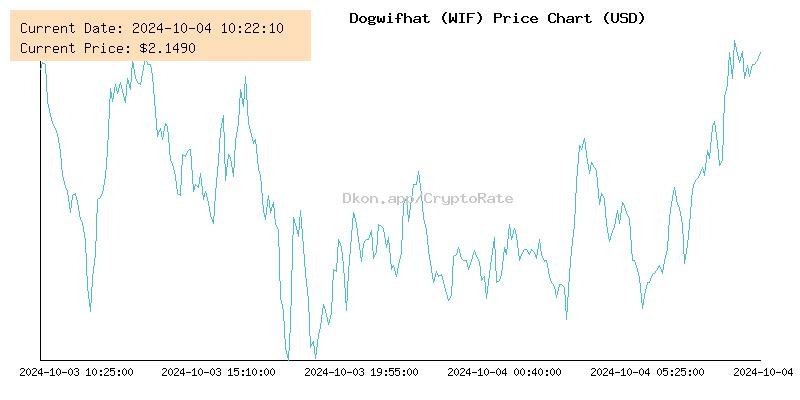 Dogwifhat (WIF) Price Chart (USD)
Current Date: 2024-10-04 10:22:10
Current Price: $2.1490
Dkon.app/CryptoRate
2024-10-03 10:25:00 2024-10-03 15:10:00 2024-10-03 19:55:00 2024-10-04 00:40:00 2024-10-04 05:25:00 2024-10-04